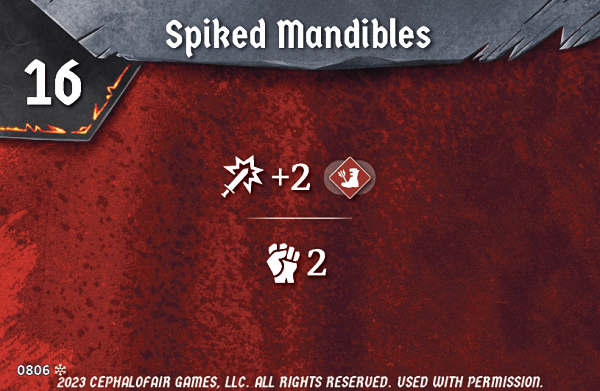 Spiked Mandibles
16
+2
2
0806
2023 CEPHALOFAIR GAMES, LLC. ALL RIGHTS RESERVED. USED WITH PERMISSION.